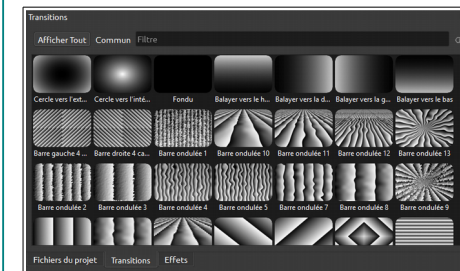 Transitions
Afficher Tout Commun Filtre
Cercle vers l'ext... Cercle vers l'inté... Fondu Balayer vers le h... Balayer vers la d... Balayer vers la g... Balayer vers le bas
Barre gauche 4 ... Barre droite 4 ca... Barre ondulée 1 Barre ondulée 10 Barre ondulée 11 Barre ondulée 12 Barre ondulée 13
Barre ondulée 2 Barre ondulée 3 Barre ondulée 4 Barre ondulée 5 Barre ondulée 7 Barre ondulée 8 Barre ondulée 9
Fichiers du projet Transitions Effets